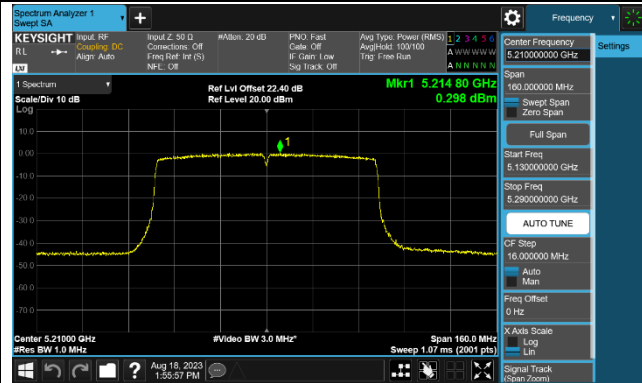 Spectrum Analyzer 1
Swept SA
Frequency
KEYSIGHT
RL
LXI
Input: RF
Coupling: DC
Align: Auto
Input Z: 50 Ω
Corrections: Off
Freq Ref: Int (S)
NFE: Off
#Atten: 20 dB
PNO: Fast
Gate: Off
IF Gain: Low
Sig Track: Off
Avg Type: Power (RMS)
Avg|Hold: 100/100
Trig: Free Run
1 2 3 4 5 6
A W W W W W
A N N N N N
1 Spectrum
Scale/Div 10 dB
Log
Ref Lvl Offset 22.40 dB
Ref Level 20.00 dBm
Mkr1 5.214 80 GHz
0.298 dBm
1
10.0
0.00
-10.0
-20.0
-30.0
-40.0
-50.0
-60.0
-70.0
Center 5.21000 GHz
#Res BW 1.0 MHz
#Video BW 3.0 MHz*
Span 160.0 MHz
Sweep 1.07 ms (2001 pts)
Aug 18, 2023
1:55:57 PM
Center Frequency
5.210000000 GHz
Settings
Span
160.000000 MHz
Swept Span
Zero Span
Full Span
Start Freq
5.130000000 GHz
Stop Freq
5.290000000 GHz
AUTO TUNE
CF Step
16.000000 MHz
Auto
Man
Freq Offset
0 Hz
X Axis Scale
Log
Lin
Signal Track
(Span Zoom)